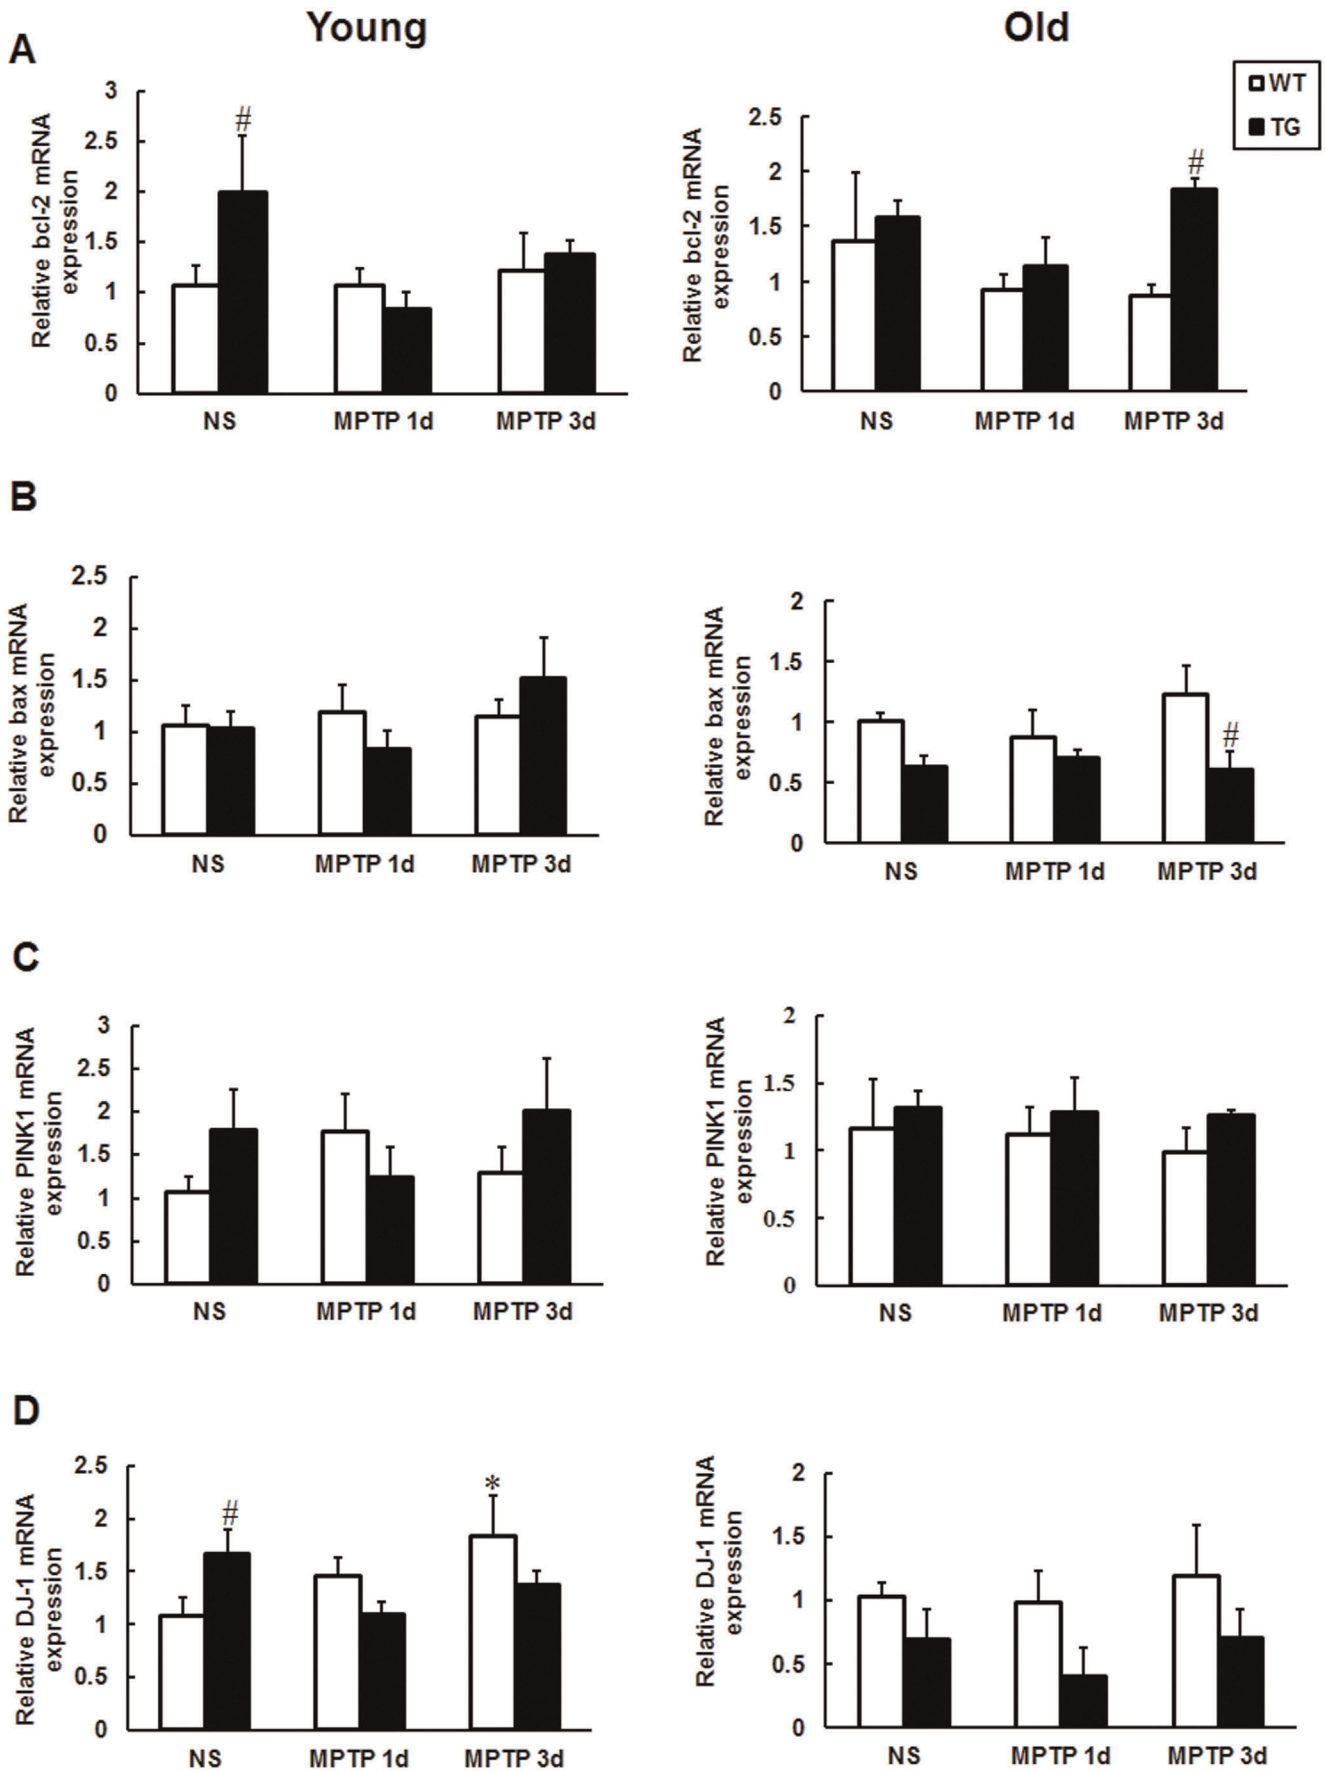 Young
Old
A
WT
TG
Relative bcl-2 mRNA
expression
3
2.5
2
1.5
1
0.5
0
#
NS
MPTP 1d
MPTP 3d
Relative bcl-2 mRNA
expression
2.5
2
1.5
1
0.5
0
#
NS
MPTP 1d
MPTP 3d
B
Relative bax mRNA
expression
2.5
2
1.5
1
0.5
0
NS
MPTP 1d
MPTP 3d
Relative bax mRNA
expression
2
1.5
1
0.5
0
#
NS
MPTP 1d
MPTP 3d
C
Relative PINK1 mRNA
expression
3
2.5
2
1.5
1
0.5
0
NS
MPTP 1d
MPTP 3d
Relative PINK1 mRNA
expression
2
1.5
1
0.5
0
NS
MPTP 1d
MPTP 3d
D
Relative DJ-1 mRNA
expression
2.5
2
1.5
1
0.5
0
#
*
NS
MPTP 1d
MPTP 3d
Relative DJ-1 mRNA
expression
2
1.5
1
0.5
0
NS
MPTP 1d
MPTP 3d